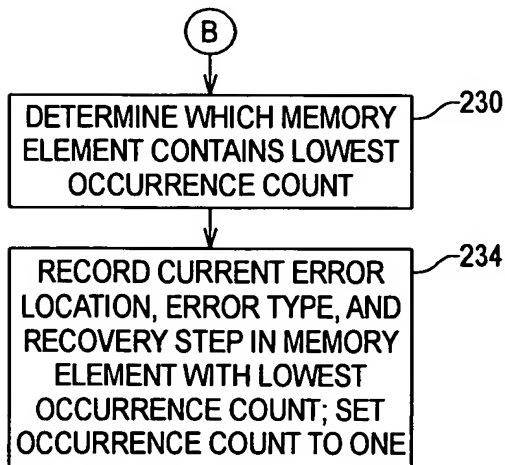 B
DETERMINE WHICH MEMORY
ELEMENT CONTAINS LOWEST
OCCURRENCE COUNT
230
RECORD CURRENT ERROR
LOCATION, ERROR TYPE, AND
RECOVERY STEP IN MEMORY
ELEMENT WITH LOWEST
OCCURRENCE COUNT; SET
OCCURRENCE COUNT TO ONE
234